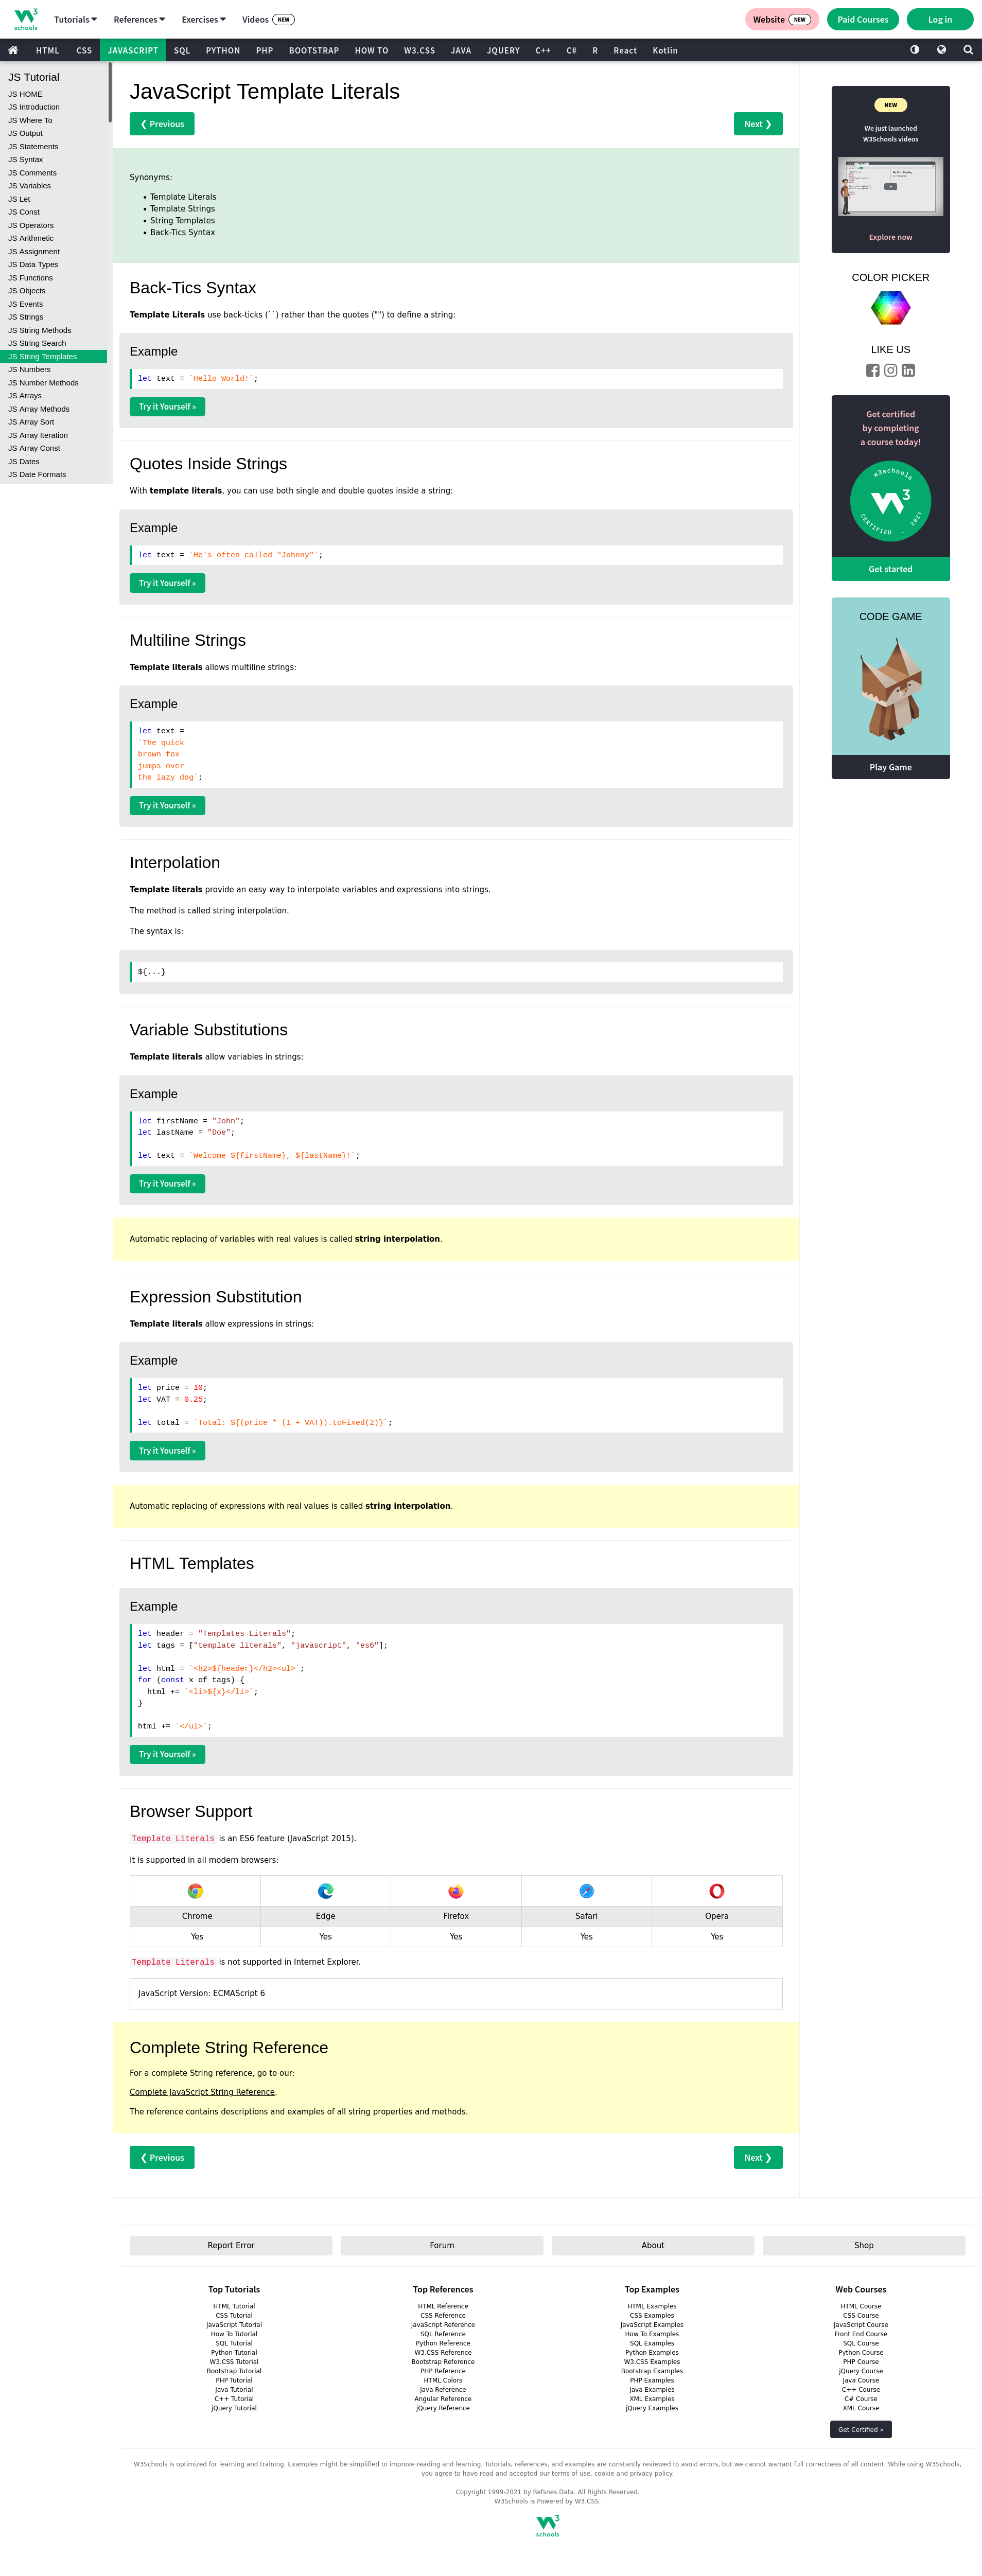 W3 schools
Tutorials References Exercises Videos NEW Website NEW Paid Courses Log in
HTML CSS JAVASCRIPT SQL PYTHON PHP BOOTSTRAP HOW TO W3.CSS JAVA JQUERY C++ C# R React Kotlin
JS Tutorial
JS HOME
JS Introduction
JS Where To
JS Output
JS Statements
JS Syntax
JS Comments
JS Variables
JS Let
JS Const
JS Operators
JS Arithmetic
JS Assignment
JS Data Types
JS Functions
JS Objects
JS Events
JS Strings
JS String Methods
JS String Search
JS String Templates
JS Numbers
JS Number Methods
JS Arrays
JS Array Methods
JS Array Sort
JS Array Iteration
JS Array Const
JS Dates
JS Date Formats
JavaScript Template Literals
❮ Previous
Next ❯
Synonyms:
• Template Literals
• Template Strings
• String Templates
• Back-Tics Syntax
Back-Tics Syntax
Template Literals use back-ticks (``) rather than the quotes ("") to define a string:
Example
let text = `Hello World!`;
Try it Yourself »
Quotes Inside Strings
With template literals, you can use both single and double quotes inside a string:
Example
let text = `He's often called "Johnny"`;
Try it Yourself »
Multiline Strings
Template literals allows multiline strings:
Example
let text =
`The quick
brown fox
jumps over
the lazy dog`;
Try it Yourself »
Interpolation
Template literals provide an easy way to interpolate variables and expressions into strings.
The method is called string interpolation.
The syntax is:
${...}
Variable Substitutions
Template literals allow variables in strings:
Example
let firstName = "John";
let lastName = "Doe";
let text = `Welcome ${firstName}, ${lastName}!`;
Try it Yourself »
Automatic replacing of variables with real values is called string interpolation.
Expression Substitution
Template literals allow expressions in strings:
Example
let price = 10;
let VAT = 0.25;
let total = `Total: ${(price * (1 + VAT)).toFixed(2)}`;
Try it Yourself »
Automatic replacing of expressions with real values is called string interpolation.
HTML Templates
Example
let header = "Templates Literals";
let tags = ["template literals", "javascript", "es6"];
let html = `<h2>${header}</h2><ul>`;
for (const x of tags) {
  html += `<li>${x}</li>`;
}
html += `</ul>`;
Try it Yourself »
Browser Support
Template Literals is an ES6 feature (JavaScript 2015).
It is supported in all modern browsers:
Chrome Edge Firefox Safari Opera
Yes Yes Yes Yes Yes
Template Literals is not supported in Internet Explorer.
JavaScript Version: ECMAScript 6
Complete String Reference
For a complete String reference, go to our:
Complete JavaScript String Reference.
The reference contains descriptions and examples of all string properties and methods.
❮ Previous
Next ❯
NEW
We just launched
W3Schools videos
Explore now
COLOR PICKER
LIKE US
Get certified
by completing
a course today!
w3schools
W3
CERTIFIED . 2021
Get started
CODE GAME
Play Game
Report Error Forum About Shop
Top Tutorials
HTML Tutorial
CSS Tutorial
JavaScript Tutorial
How To Tutorial
SQL Tutorial
Python Tutorial
W3.CSS Tutorial
Bootstrap Tutorial
PHP Tutorial
Java Tutorial
C++ Tutorial
jQuery Tutorial
Top References
HTML Reference
CSS Reference
JavaScript Reference
SQL Reference
Python Reference
W3.CSS Reference
Bootstrap Reference
PHP Reference
HTML Colors
Java Reference
Angular Reference
jQuery Reference
Top Examples
HTML Examples
CSS Examples
JavaScript Examples
How To Examples
SQL Examples
Python Examples
W3.CSS Examples
Bootstrap Examples
PHP Examples
Java Examples
XML Examples
jQuery Examples
Web Courses
HTML Course
CSS Course
JavaScript Course
Front End Course
SQL Course
Python Course
PHP Course
jQuery Course
Java Course
C++ Course
C# Course
XML Course
Get Certified »
W3Schools is optimized for learning and training. Examples might be simplified to improve reading and learning. Tutorials, references, and examples are constantly reviewed to avoid errors, but we cannot warrant full correctness of all content. While using W3Schools,
you agree to have read and accepted our terms of use, cookie and privacy policy.
Copyright 1999-2021 by Refsnes Data. All Rights Reserved.
W3Schools is Powered by W3.CSS.
W3 schools